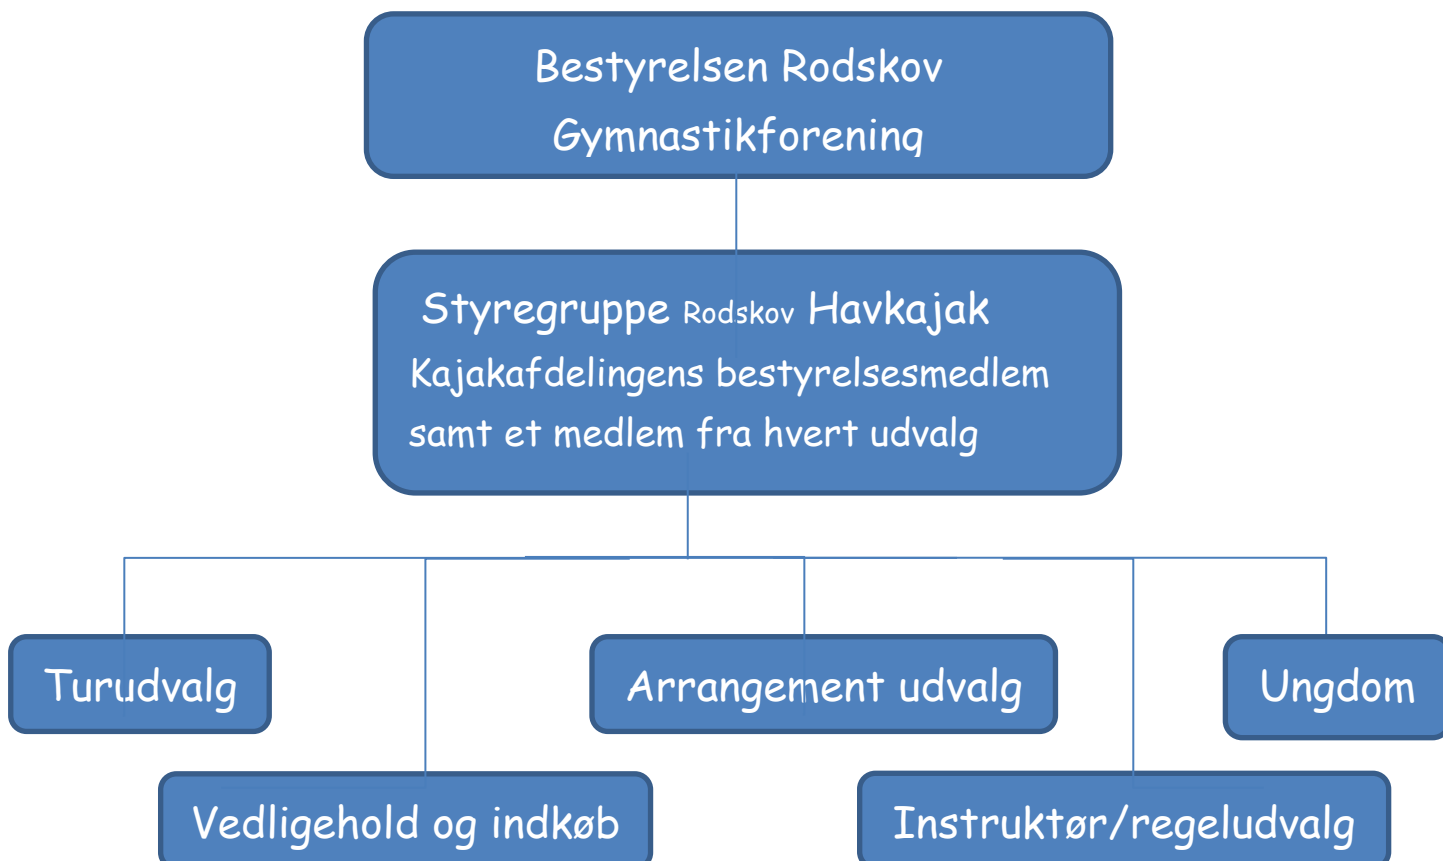 Bestyrelsen Rodskov
Gymnastikforening
Styregruppe Rodskov Havkajak
Kajakafdelingens bestyrelsesmedlem
samt et medlem fra hvert udvalg
Turudvalg
Arrangement udvalg
Ungdom
Vedligehold og indkøb
Instruktør/regeludvalg